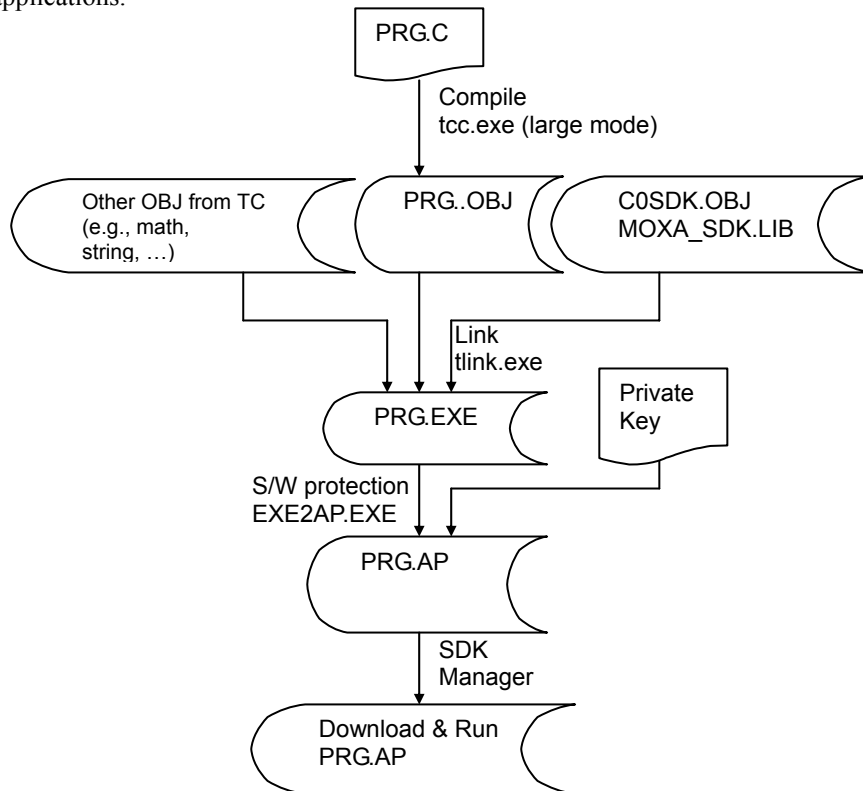 applications.
PRG.C
Compile
tcc.exe (large mode)
Other OBJ from TC
(e.g., math,
string, …)
PRG..OBJ
C0SDK.OBJ
MOXA_SDK.LIB
Link
tlink.exe
PRG.EXE
Private
Key
S/W protection
EXE2AP.EXE
PRG.AP
SDK
Manager
Download & Run
PRG.AP